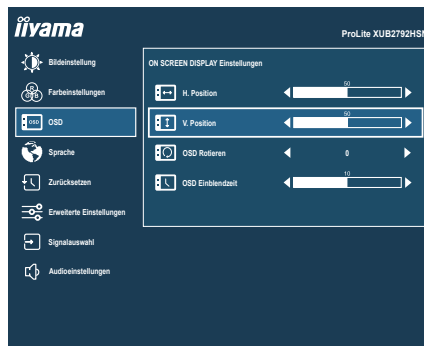 iiyama
ProLite XUB2792HSN
Bildeinstellung
Farbeinstellungen
R
G B
OSD OSD
Sprache
Zurücksetzen
Erweiterte Einstellungen
Signalauswahl
Audioeinstellungen
ON SCREEN DISPLAY Einstellungen
H. Position
50
V. Position
50
OSD Rotieren
0
OSD Einblendzeit
10